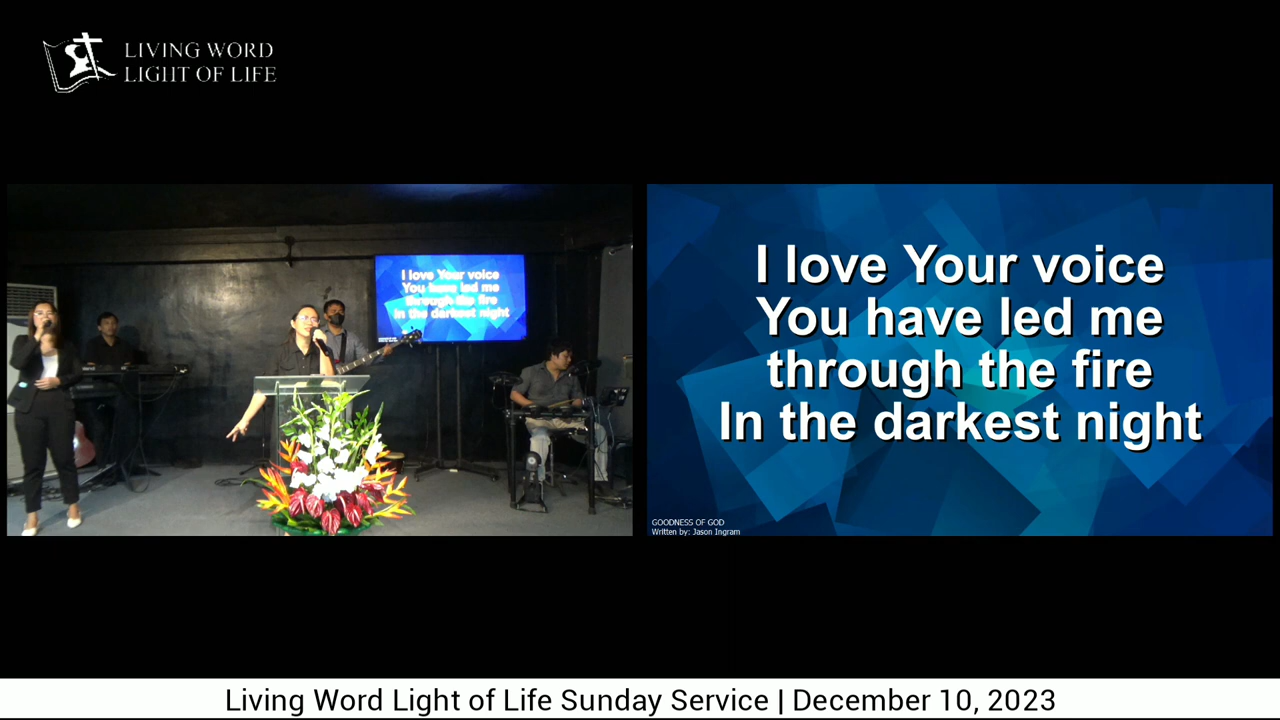 LIVING WORD
LIGHT OF LIFE
I love Your voice
You have led me
through the fire
In the darkest night
I love Your voice
You have led me
through the fire
In the darkest night
GOODNESS OF GOD
Written by: Jason Ingram
Living Word Light of Life Sunday Service | December 10, 2023